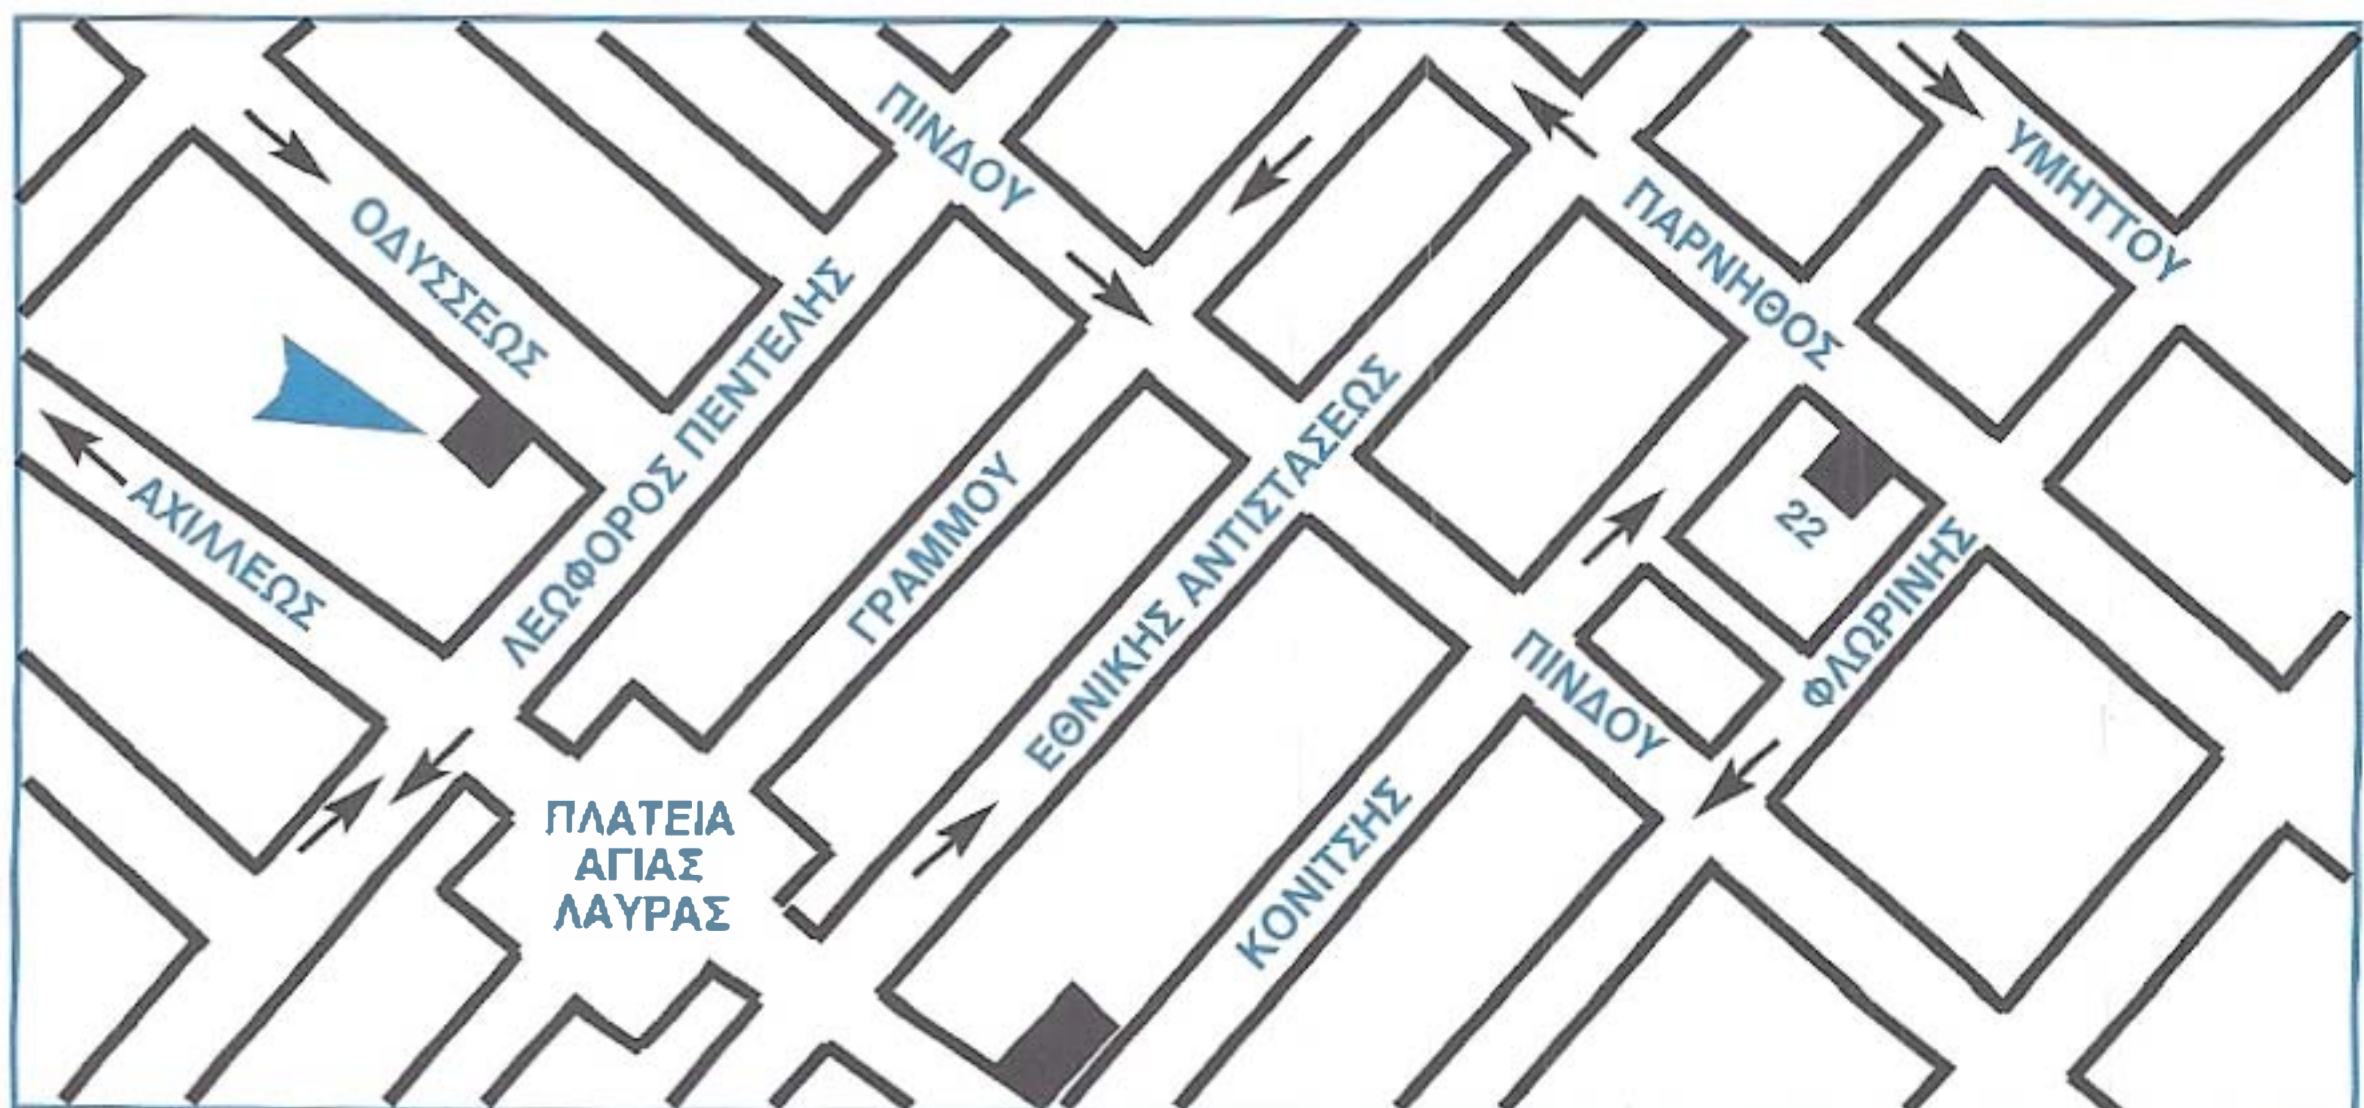 ΠΙΝΔΟΥ
ΥΜΗΤΤΟΥ
ΠΑΡΝΗΘΟΣ
ΟΔΥΣΣΕΩΣ
ΛΕΩΦΟΡΟΣ ΠΕΝΤΕΛΗΣ
ΑΧΙΛΛΕΩΣ
ΓΡΑΜΜΟΥ
ΕΘΝΙΚΗΣ ΑΝΤΙΣΤΑΣΕΩΣ
22
ΦΛΩΡΙΝΗΣ
ΠΙΝΔΟΥ
ΚΟΝΙΤΣΗΣ
ΠΛΑΤΕΙΑ
ΑΓΙΑΣ
ΛΑΥΡΑΣ